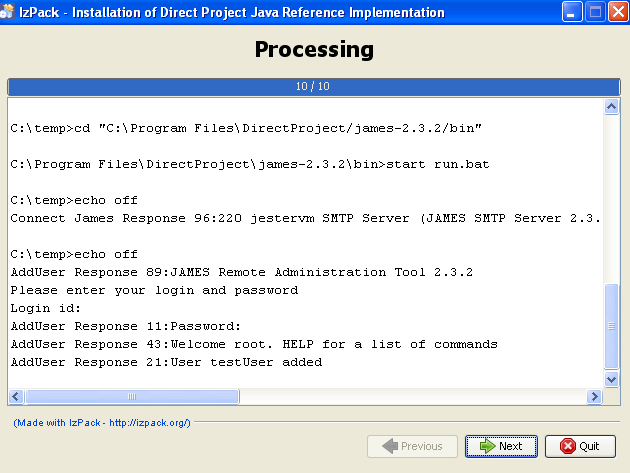 IzPack - Installation of Direct Project Java Reference Implementation
Processing
10 / 10
C:\temp>cd "C:\Program Files\DirectProject/james-2.3.2/bin"
C:\Program Files\DirectProject\james-2.3.2\bin>start run.bat
C:\temp>echo off
Connect James Response 96:220 jestervm SMTP Server (JAMES SMTP Server 2.3.
C:\temp>echo off
AddUser Response 89:JAMES Remote Administration Tool 2.3.2
Please enter your login and password
Login id:
AddUser Response 11:Password:
AddUser Response 43:Welcome root. HELP for a list of commands
AddUser Response 21:User testUser added
(Made with IzPack - http://izpack.org/)
Previous Next Quit